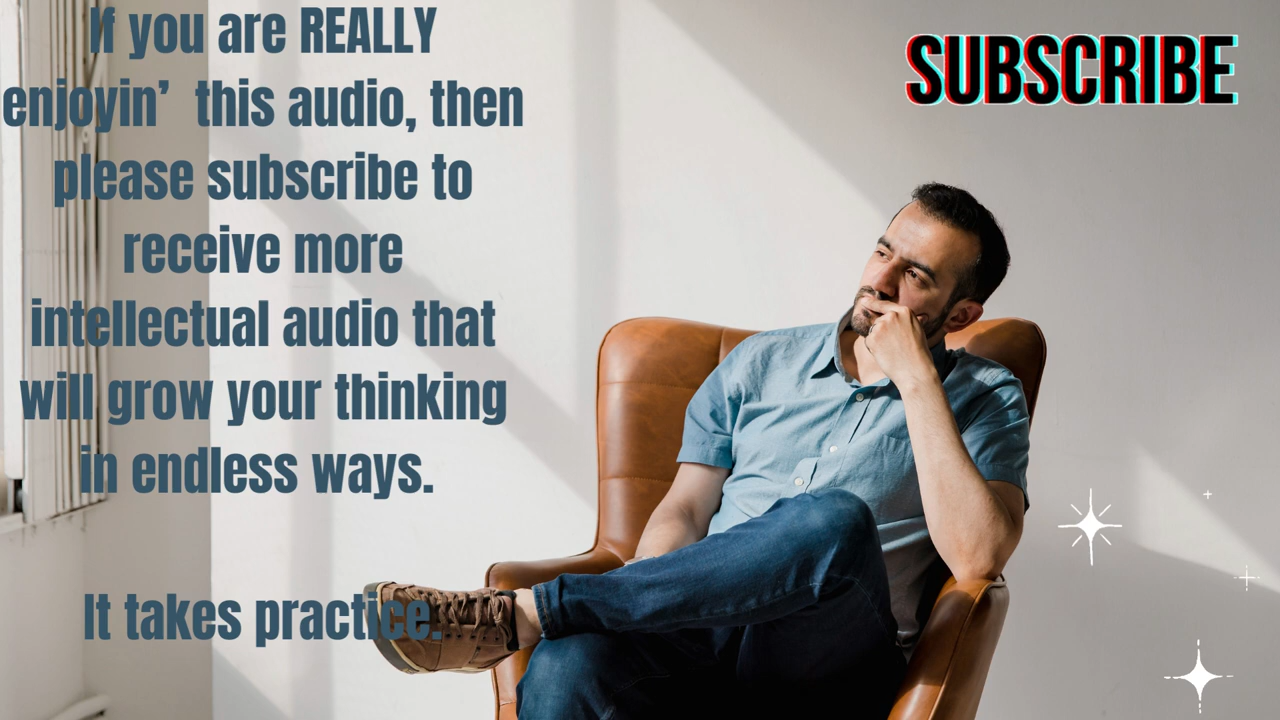 If you are REALLY
enjoyin’ this audio, then
please subscribe to
receive more
intellectual audio that
will grow your thinking
in endless ways.
It takes practice.
SUBSCRIBE